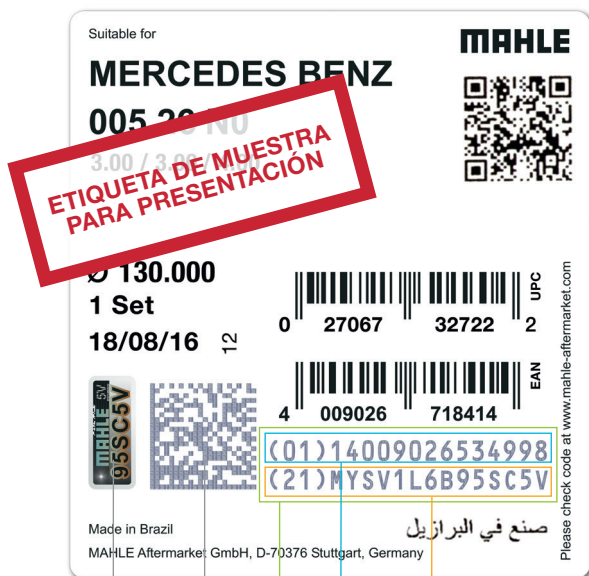 Suitable for
MAHLE
MERCEDES BENZ
005 N0
3.00 /
ETIQUETA DE MUESTRA
PARA PRESENTACIÓN
Ø 130.000
1 Set
18/08/16 12
0 27067 32722 2
UPC
4 009026 718414
EAN
MAHLE 5V
95SC5V
(01)14009026534998
(21)MYSV1L6B95SC5V
Please check code at www.mahle-aftermarket.com
Made in Brazil
صنع في البرازيل
MAHLE Aftermarket GmbH, D-70376 Stuttgart, Germany